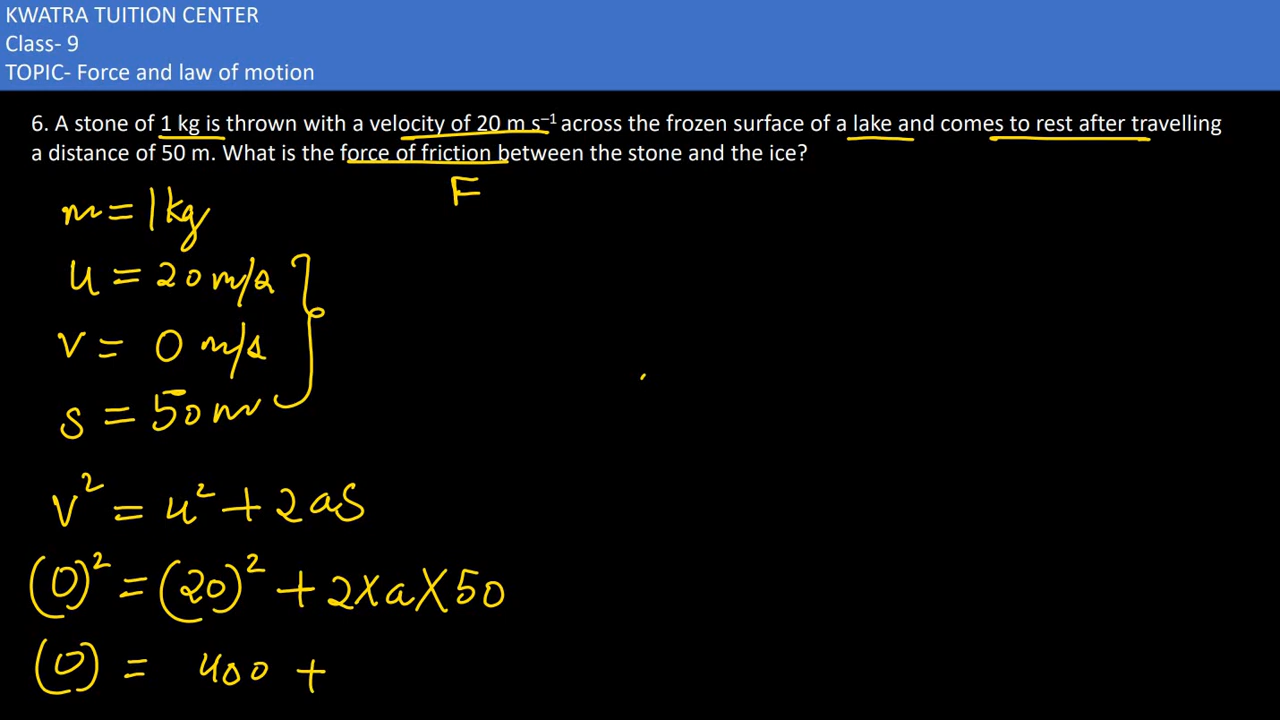 KWATRA TUITION CENTER
Class- 9
TOPIC- Force and law of motion
6. A stone of 1 kg is thrown with a velocity of 20 m s⁻¹ across the frozen surface of a lake and comes to rest after travelling
a distance of 50 m. What is the force of friction between the stone and the ice?
F
m = 1kg
u = 20 m/s
v = 0 m/s
s = 50m
v² = u² + 2as
(0)² = (20)² + 2×a×50
(0) = 400 +